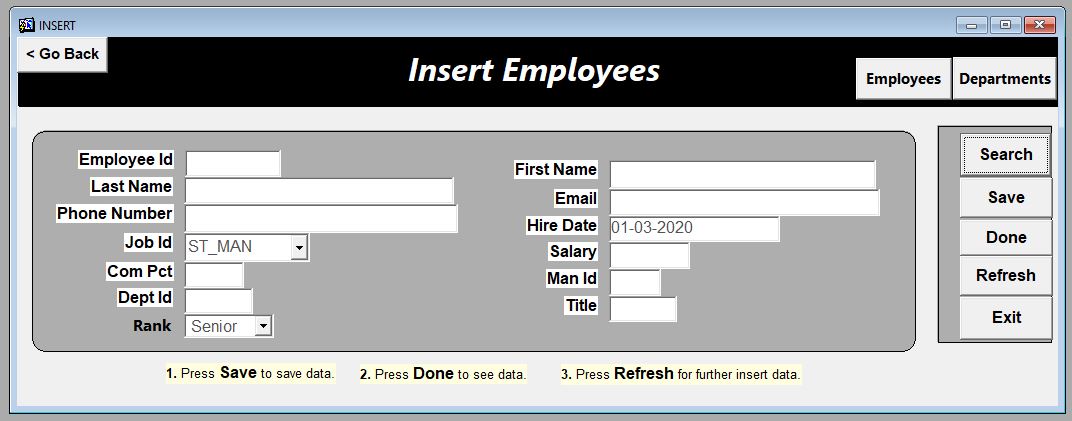 INSERT
< Go Back
Insert Employees
Employees
Departments
Employee Id
Last Name
Phone Number
Job Id ST_MAN
Com Pct
Dept Id
Rank Senior
First Name
Email
Hire Date 01-03-2020
Salary
Man Id
Title
Search
Save
Done
Refresh
Exit
1. Press Save to save data.
2. Press Done to see data.
3. Press Refresh for further insert data.